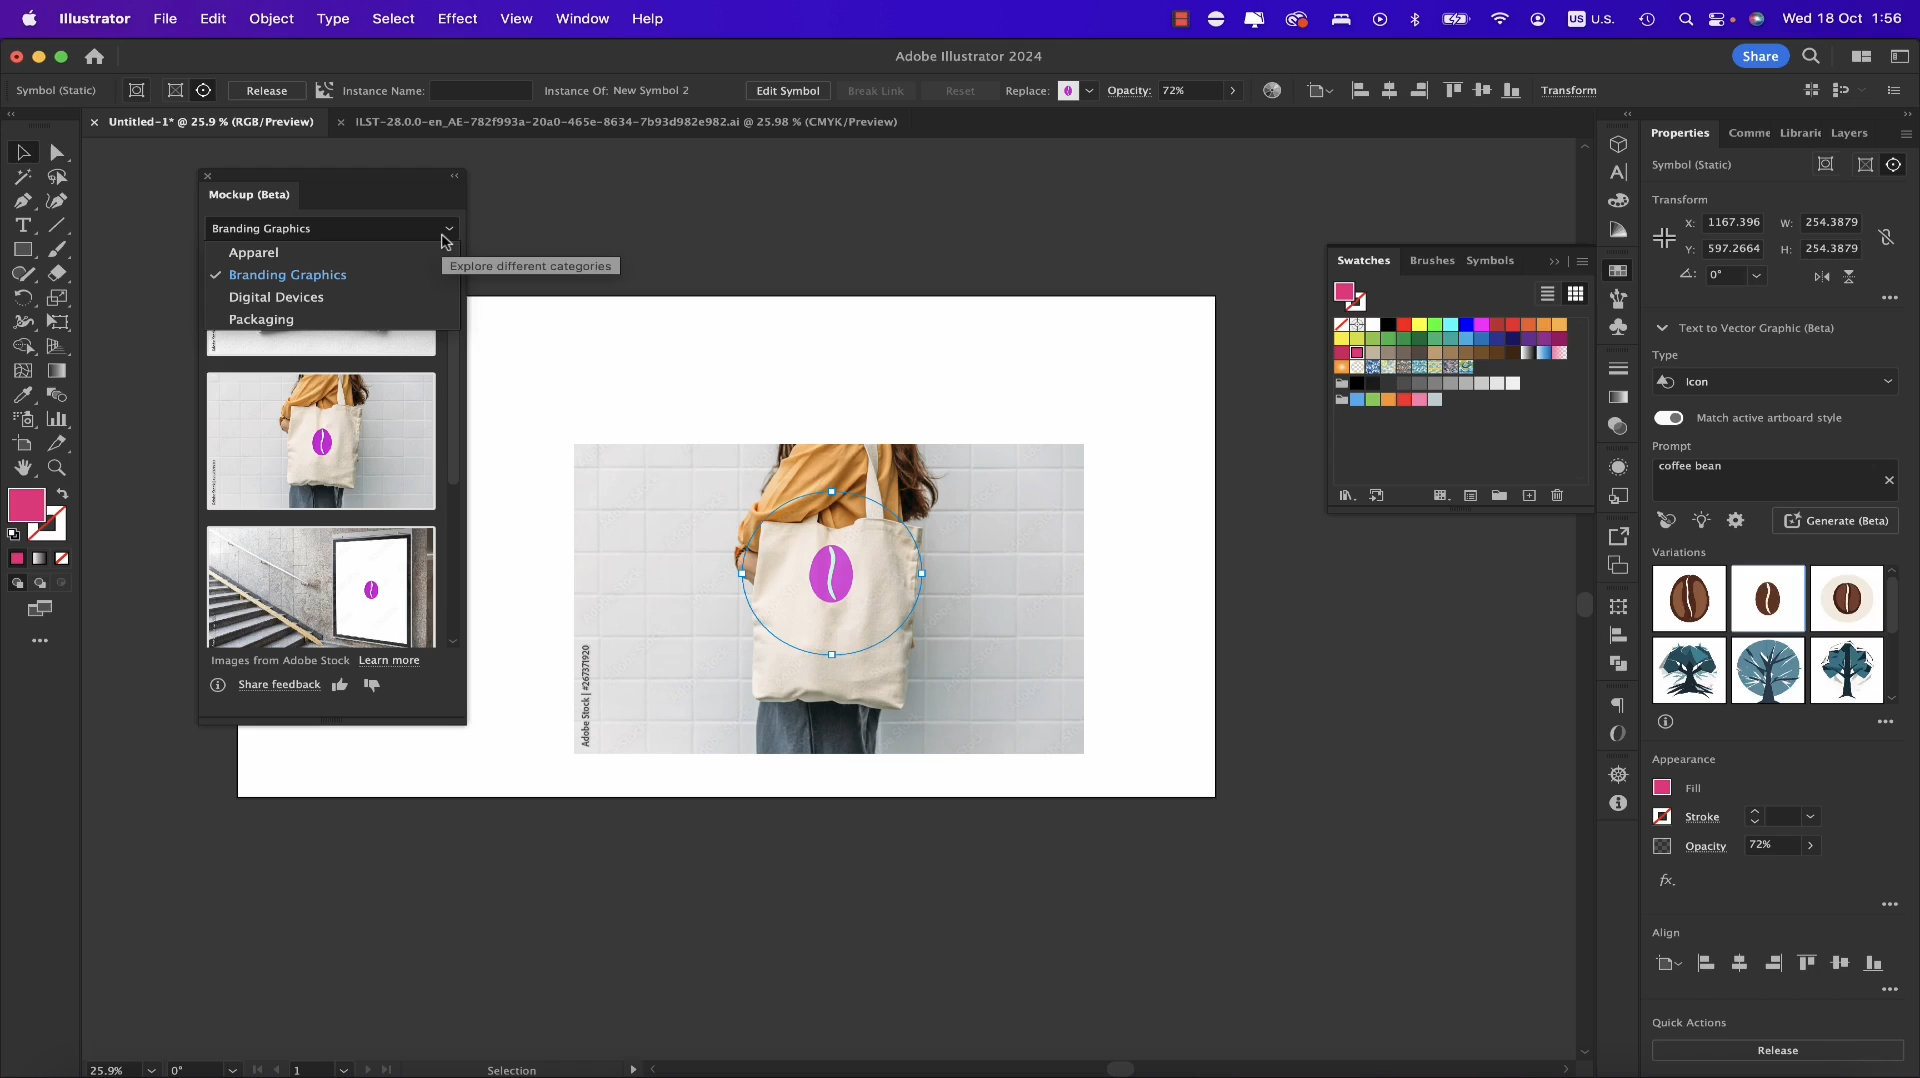 Illustrator File Edit Object Type Select Effect View Window Help
US U.S. Wed 18 Oct 1:56
Adobe Illustrator 2024
Share
Symbol (Static) Release Instance Name: Instance Of: New Symbol 2 Edit Symbol Break Link Reset Replace: Opacity: 72% Transform
Untitled-1* @ 25.9 % (RGB/Preview) ILST-28.0.0-en_AE-782f993a-20a0-465e-8634-7b93d982e982.ai @ 25.98 % (CMYK/Preview)
Mockup (Beta)
Branding Graphics
Apparel
Branding Graphics
Digital Devices
Packaging
Explore different categories
Images from Adobe Stock Learn more
Share feedback
Adobe Stock | #267371920
Swatches Brushes Symbols
Properties Comme Librarie Layers
Symbol (Static)
Transform
X: 1167.396 W: 254.3879
Y: 597.2664 H: 254.3879
0°
Text to Vector Graphic (Beta)
Type
Icon
Match active artboard style
Prompt
coffee bean
Generate (Beta)
Variations
Appearance
Fill
Stroke
Opacity 72%
fx.
Align
Quick Actions
Release
25.9% 0° 1 Selection